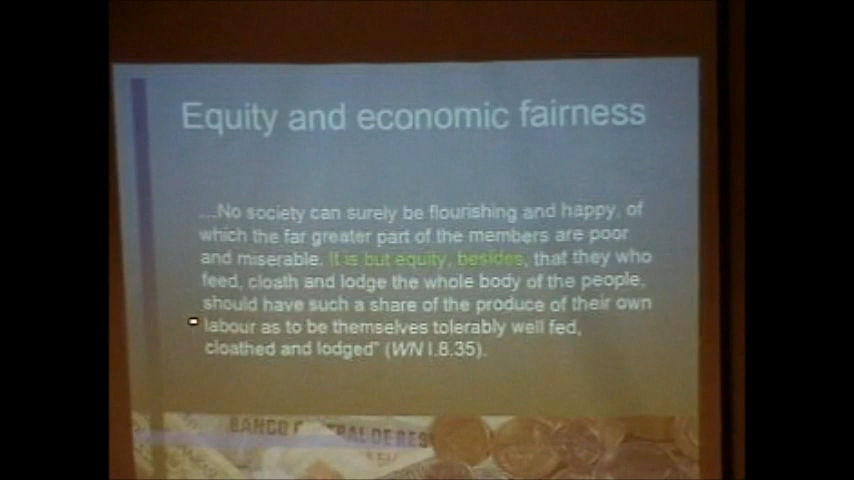 Equity and economic fairness
...No society can surely be flourishing and happy, of
which the far greater part of the members are poor
and miserable. It is but equity, besides, that they who
feed, cloath and lodge the whole body of the people,
should have such a share of the produce of their own
labour as to be themselves tolerably well fed,
cloathed and lodged" (WN I.8.35).
BANCO
RAL DE RES